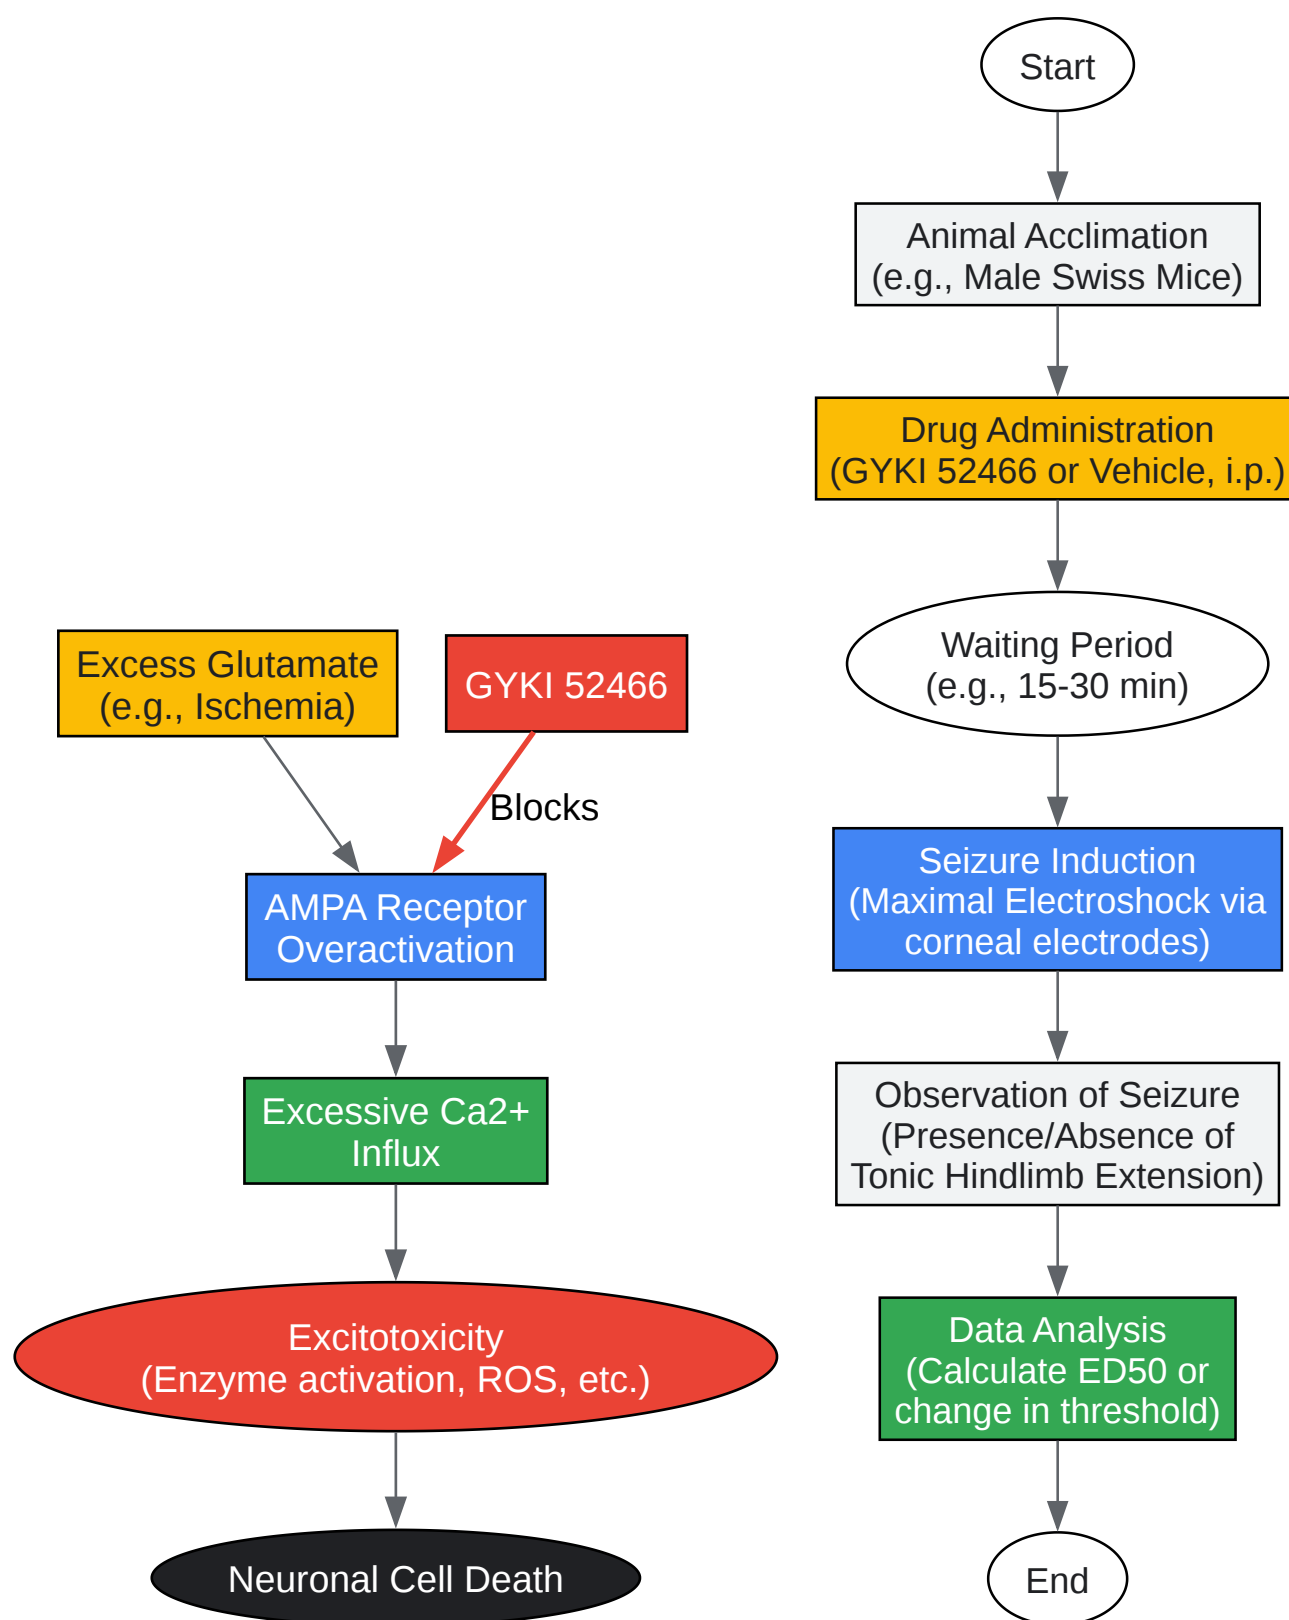 Excess Glutamate
(e.g., Ischemia)
GYKI 52466
Blocks
AMPA Receptor
Overactivation
Excessive Ca2+
Influx
Excitotoxicity
(Enzyme activation, ROS, etc.)
Neuronal Cell Death
Start
Animal Acclimation
(e.g., Male Swiss Mice)
Drug Administration
(GYKI 52466 or Vehicle, i.p.)
Waiting Period
(e.g., 15-30 min)
Seizure Induction
(Maximal Electroshock via
corneal electrodes)
Observation of Seizure
(Presence/Absence of
Tonic Hindlimb Extension)
Data Analysis
(Calculate ED50 or
change in threshold)
End